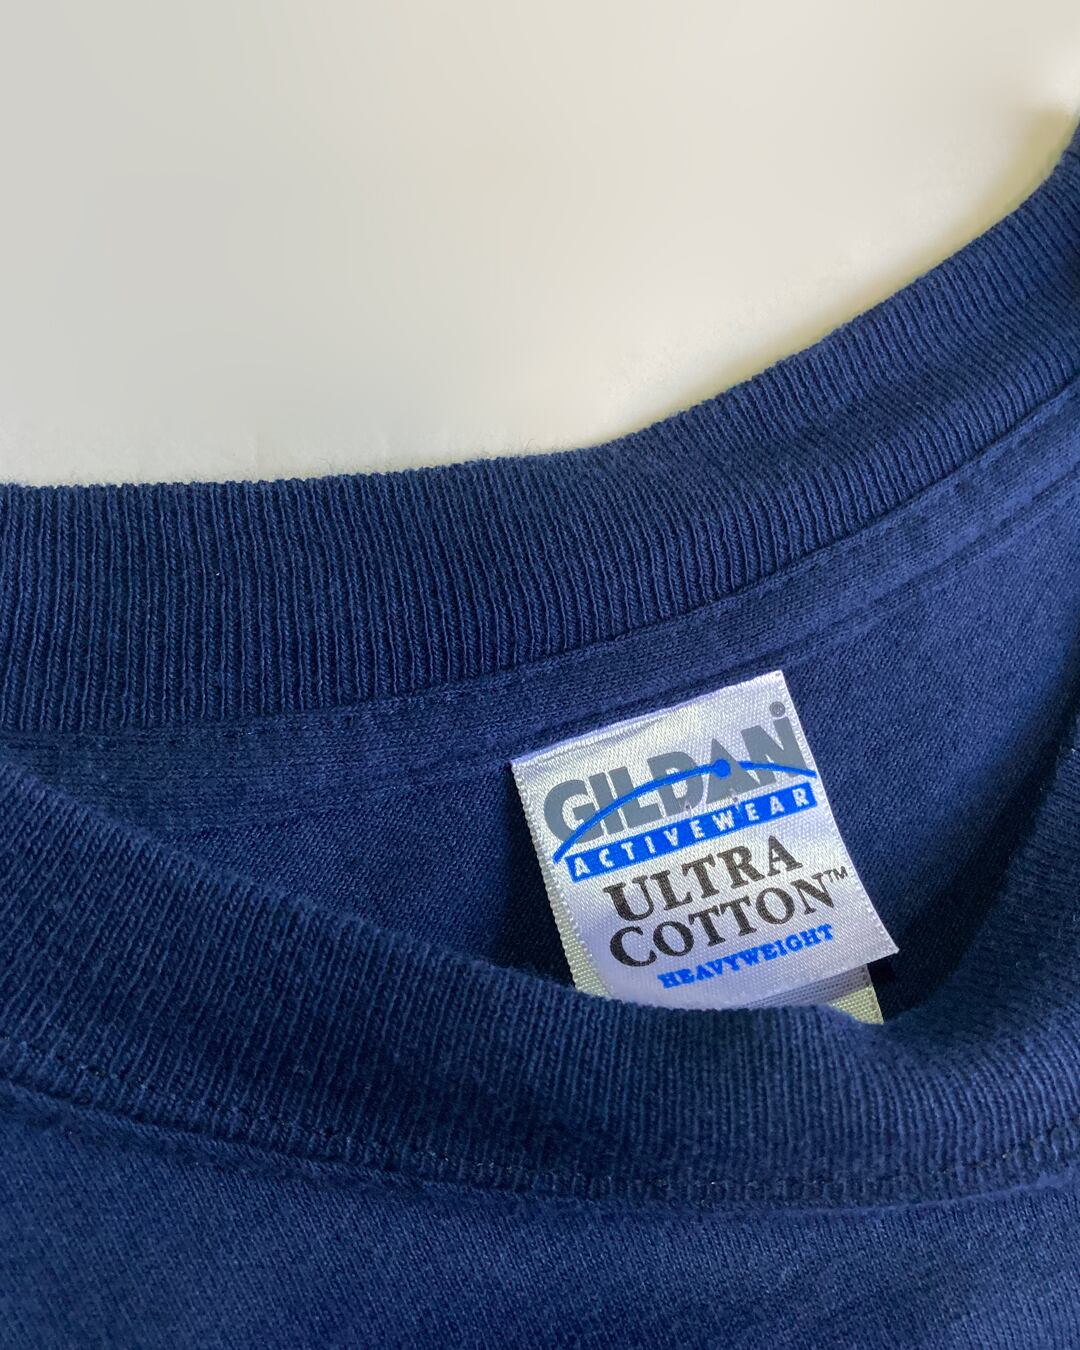 GILDAN
ACTIVEWEAR
ULTRA
COTTON™
HEAVYWEIGHT